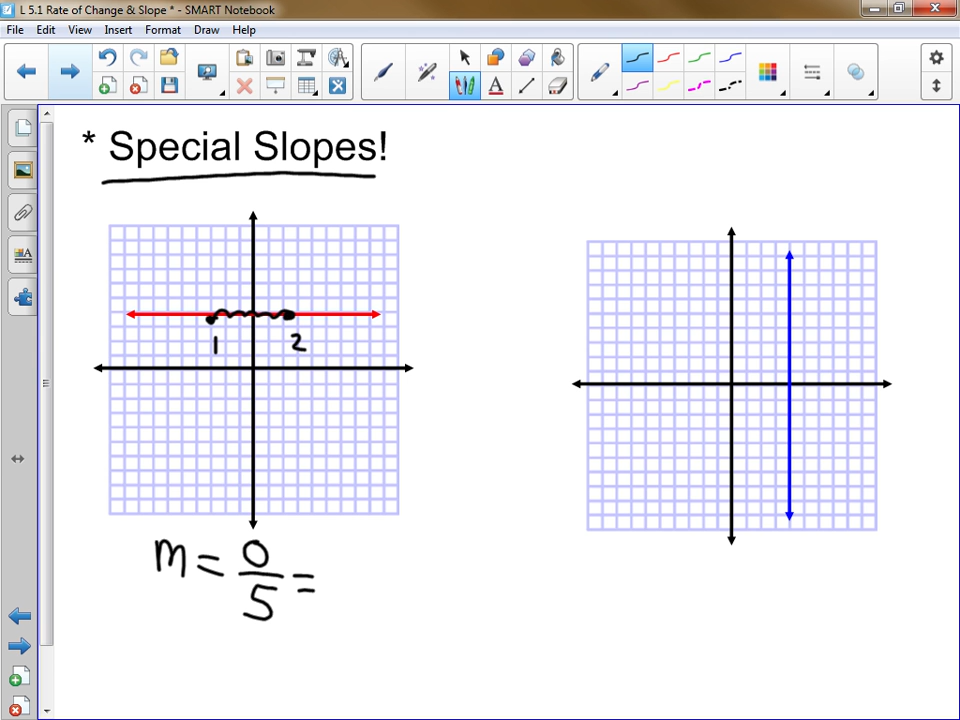 L 5.1 Rate of Change & Slope * - SMART Notebook
File Edit View Insert Format Draw Help
* Special Slopes!
1 2
m = 0/5 =